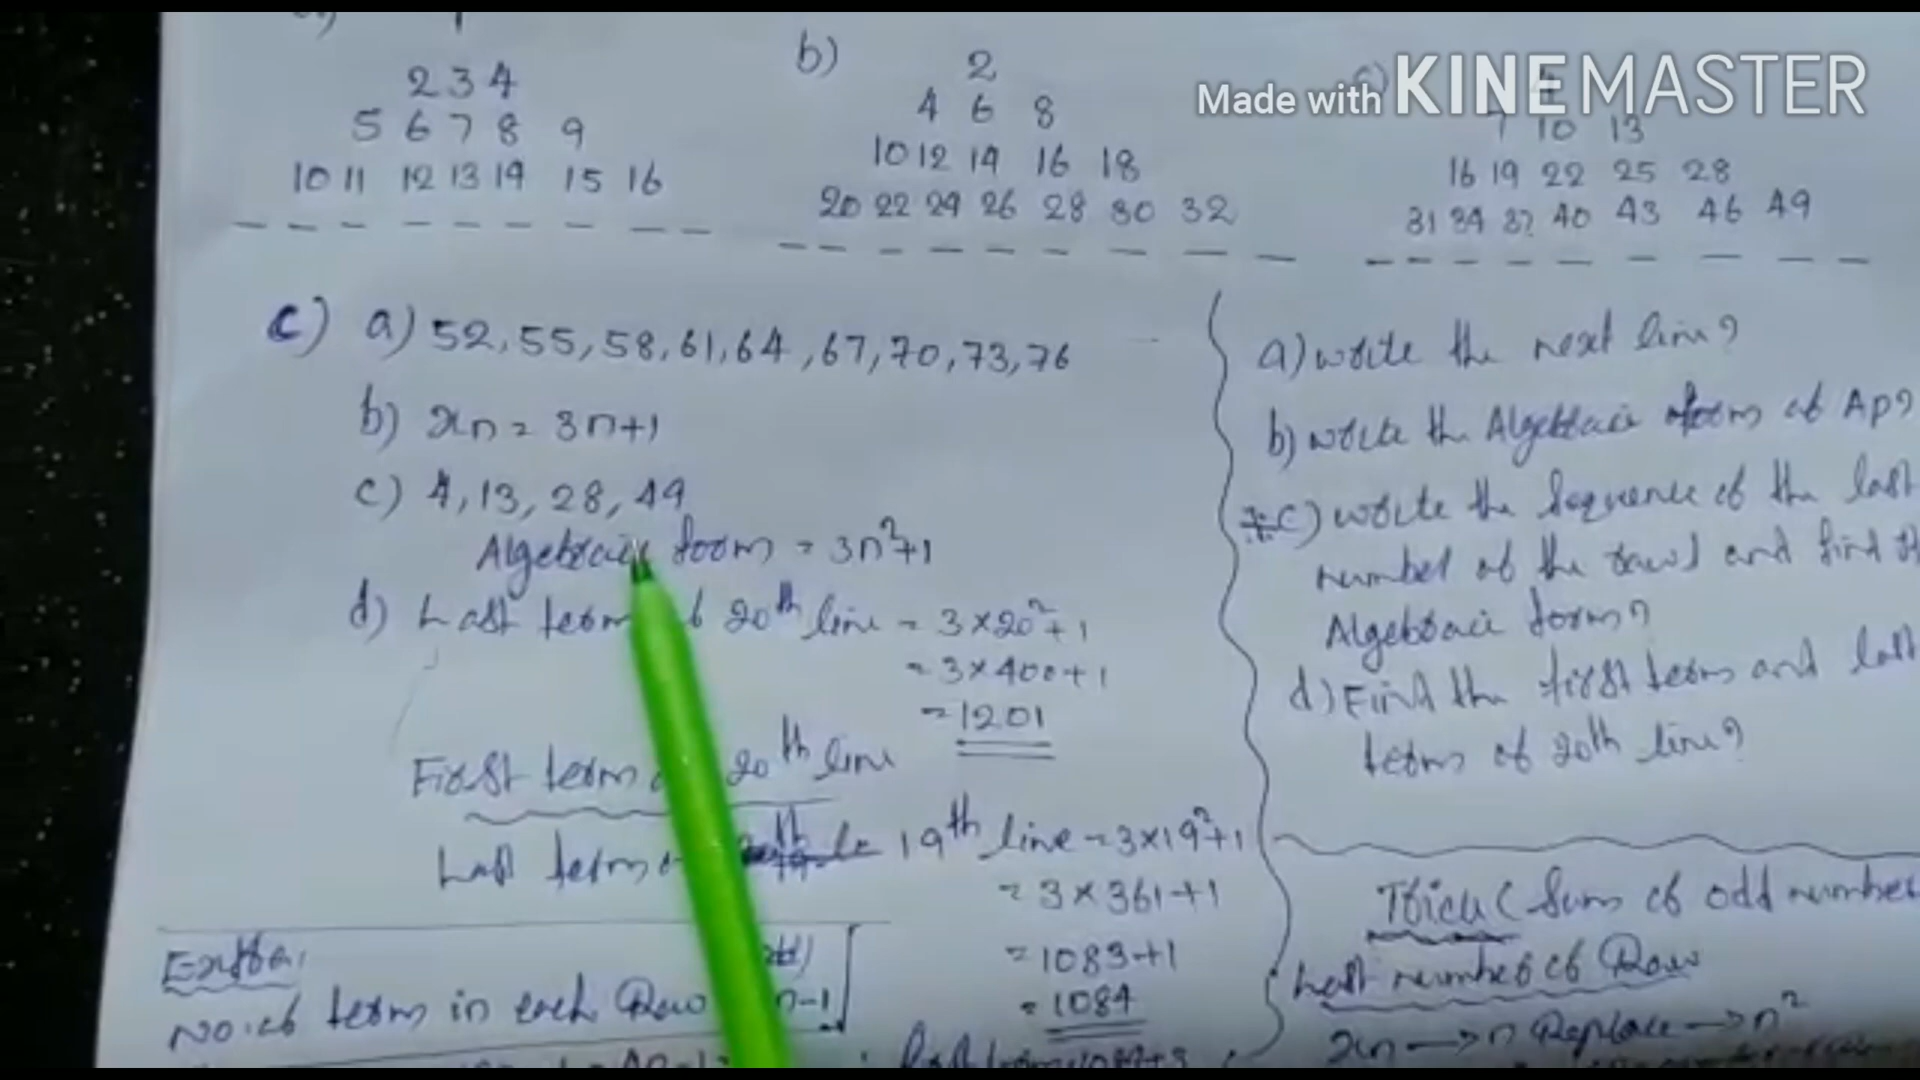 2 3 4
5 6 7 8 9
10 11 12 13 14 15 16
b)
2
4 6 8
10 12 14 16 18
20 22 24 26 28 30 32
Made with KINEMASTER
c)
4
7 10 13
16 19 22 25 28
31 34 37 40 43 46 49
c) a) 52, 55, 58, 61, 64, 67, 70, 73, 76
b) xn = 3n+1
c) 4, 13, 28, 49
Algebraic form = 3n²+1
d) Last term 20th line = 3×20²+1
= 3×400+1
= 1201
First term 20th line
Last term 19th line = 3×19²+1
= 3×361+1
= 1083+1
= 1084
Extra:
No: of term in each Row n-1
a) write the next line?
b) write the Algebraic form of AP?
*c) write the sequence of the last
number of the rows and find
Algebraic form?
d) Find the first term and last
term of 20th line?
Trick (Sum of odd number
Last number of Row
xn → n Replace → n²